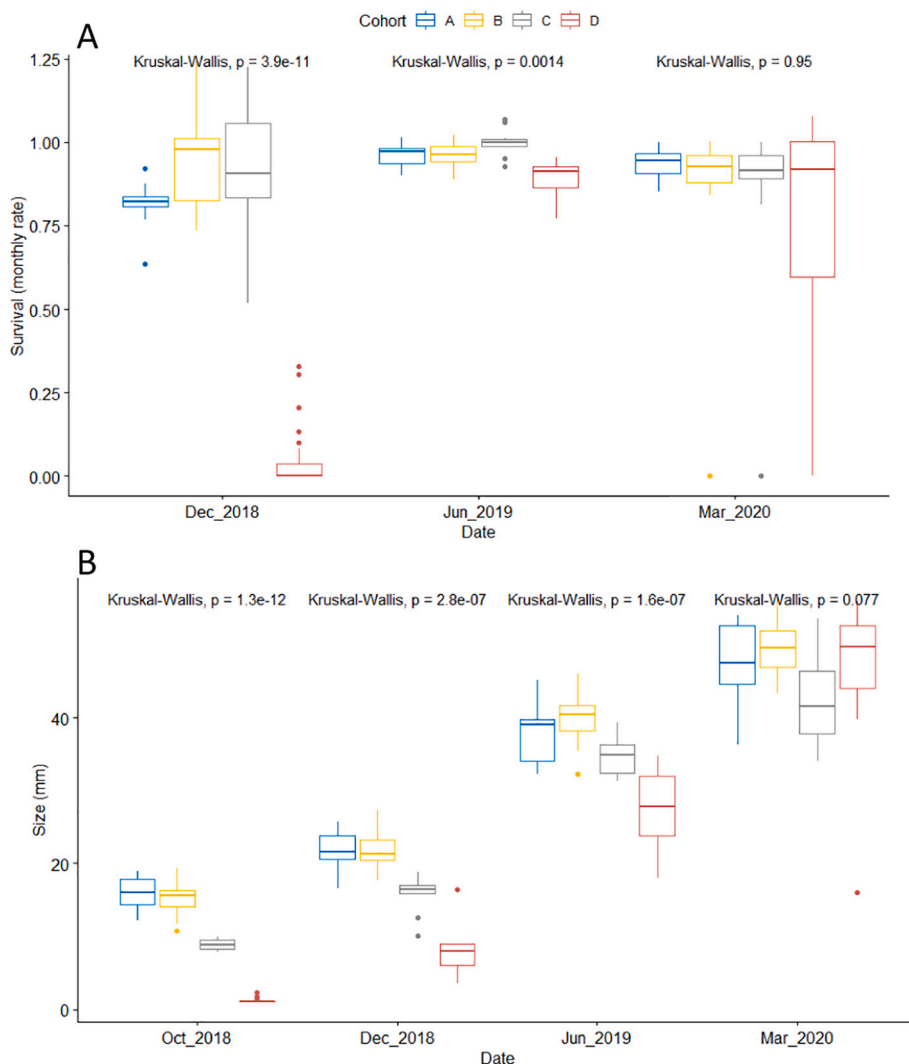 Cohort A B C D
A
Kruskal-Wallis, p = 3.9e-11 Kruskal-Wallis, p = 0.0014 Kruskal-Wallis, p = 0.95
1.25
1.00
0.75
0.50
0.25
0.00
Survival (monthly rate)
Dec_2018 Jun_2019 Mar_2020
Date
B
Kruskal-Wallis, p = 1.3e-12 Kruskal-Wallis, p = 2.8e-07 Kruskal-Wallis, p = 1.6e-07 Kruskal-Wallis, p = 0.077
40
20
0
Size (mm)
Oct_2018 Dec_2018 Jun_2019 Mar_2020
Date